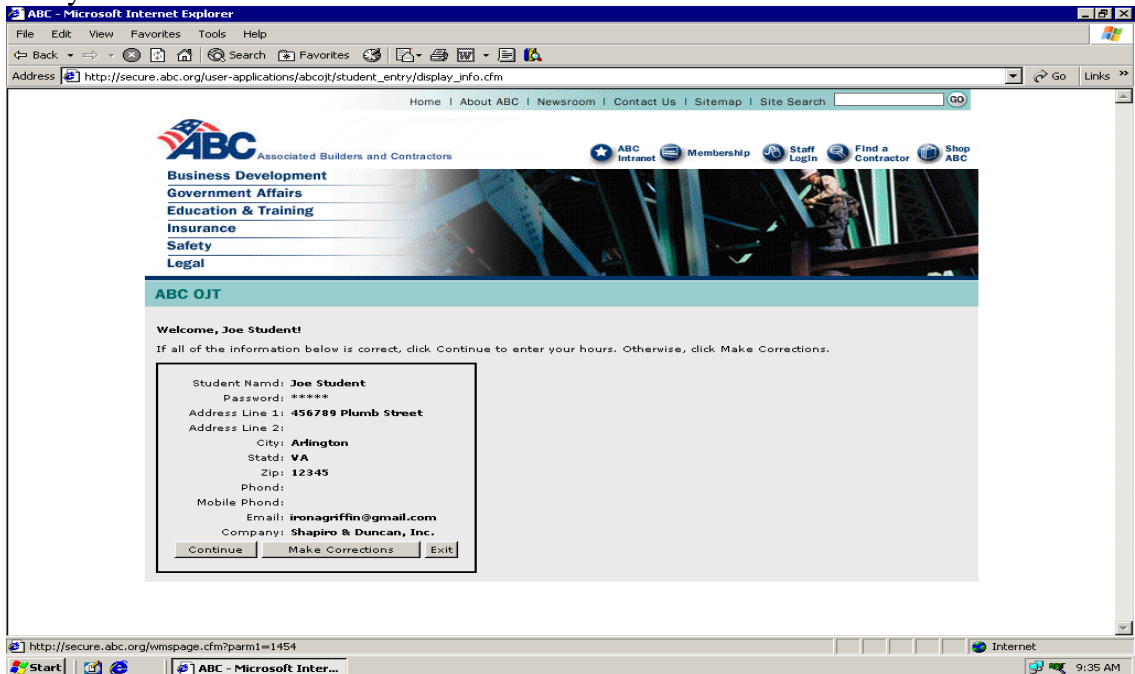 ABC - Microsoft Internet Explorer
File Edit View Favorites Tools Help
Back Search Favorites
Address http://secure.abc.org/user-applications/abcojt/student_entry/display_info.cfm Go Links »
Home | About ABC | Newsroom | Contact Us | Sitemap | Site Search GO
ABC Associated Builders and Contractors
ABC Intranet Membership Staff Login Find a Contractor Shop ABC
Business Development
Government Affairs
Education & Training
Insurance
Safety
Legal
ABC OJT
Welcome, Joe Student!
If all of the information below is correct, click Continue to enter your hours. Otherwise, click Make Corrections.
Student Namd: Joe Student
Password: *****
Address Line 1: 456789 Plumb Street
Address Line 2:
City: Arlington
Statd: VA
Zip: 12345
Phond:
Mobile Phond:
Email: ironagriffin@gmail.com
Company: Shapiro & Duncan, Inc.
Continue Make Corrections Exit
http://secure.abc.org/wmspage.cfm?parm1=1454 Internet
Start ABC - Microsoft Inter... 9:35 AM